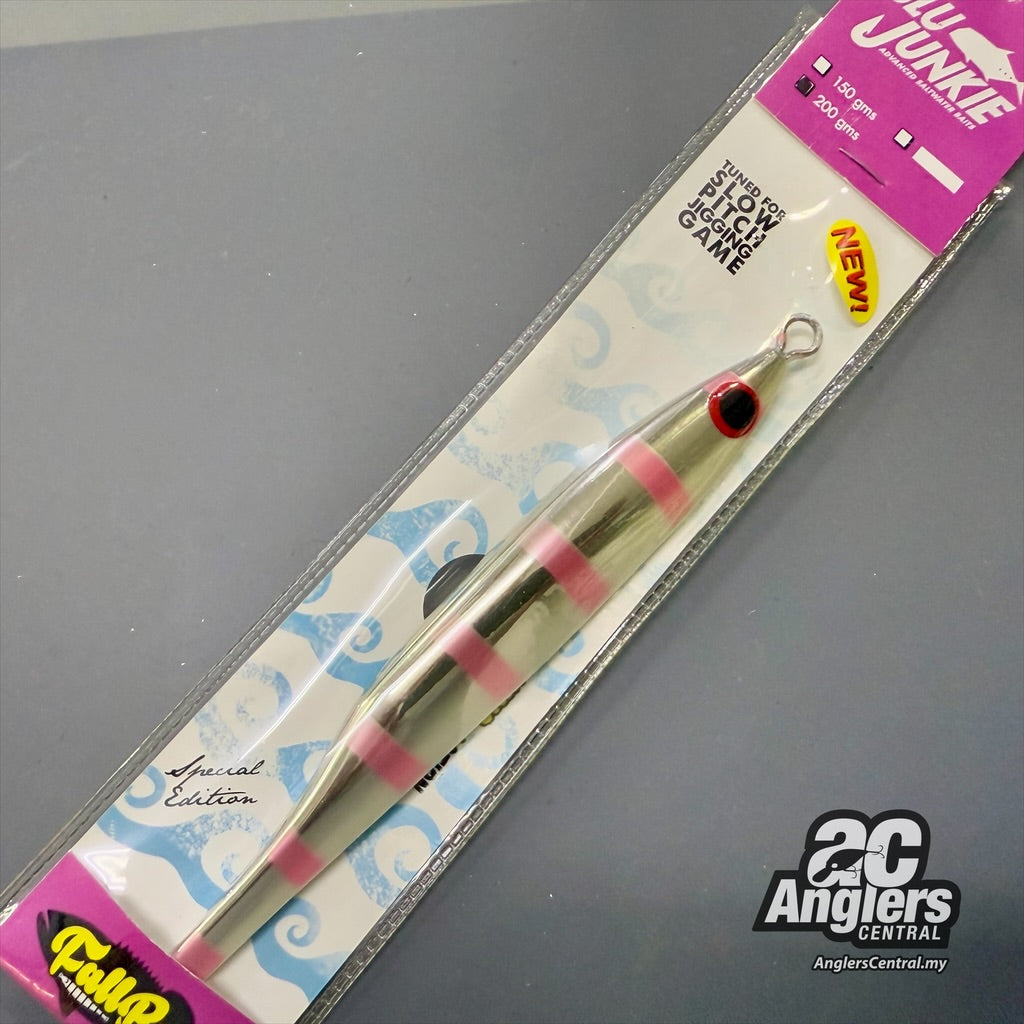 JUNKIE
ADVANCED SALTWATER BAITS
150 gms
200 gms
TUNED FOR
SLOW
PITCH
JIGGING
GAME
NEW!
Special
Edition
ac
Anglers
CENTRAL
AnglersCentral.my